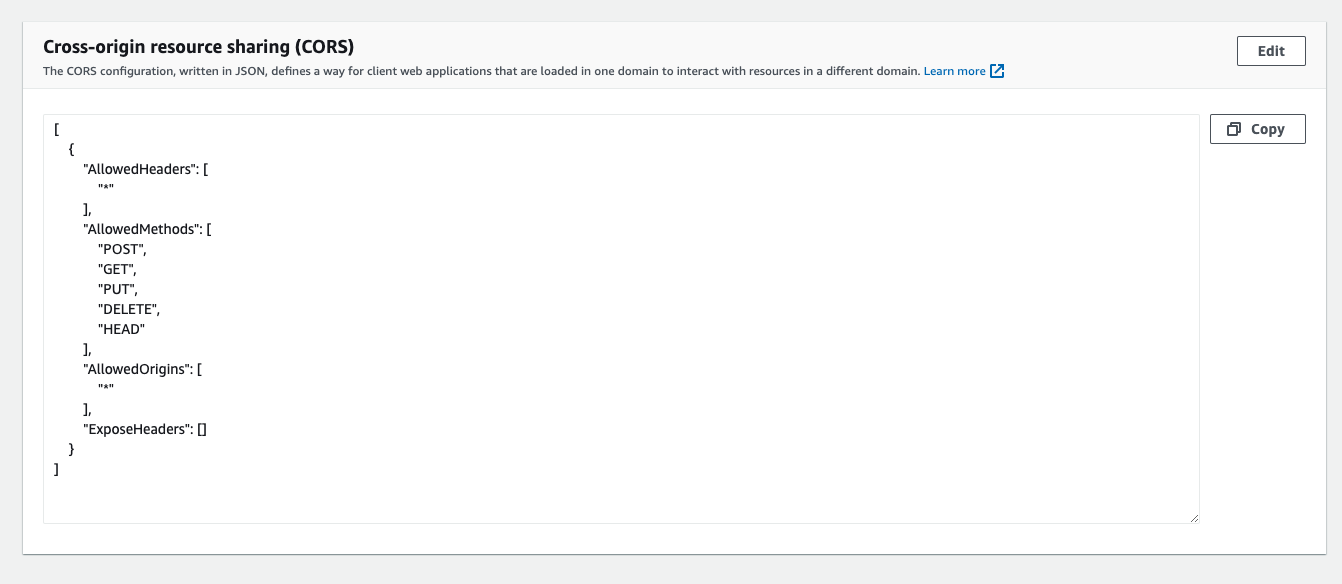 Cross-origin resource sharing (CORS)
Edit
The CORS configuration, written in JSON, defines a way for client web applications that are loaded in one domain to interact with resources in a different domain. Learn more
Copy
[
  {
    "AllowedHeaders": [
      "*"
    ],
    "AllowedMethods": [
      "POST",
      "GET",
      "PUT",
      "DELETE",
      "HEAD"
    ],
    "AllowedOrigins": [
      "*"
    ],
    "ExposeHeaders": []
  }
]